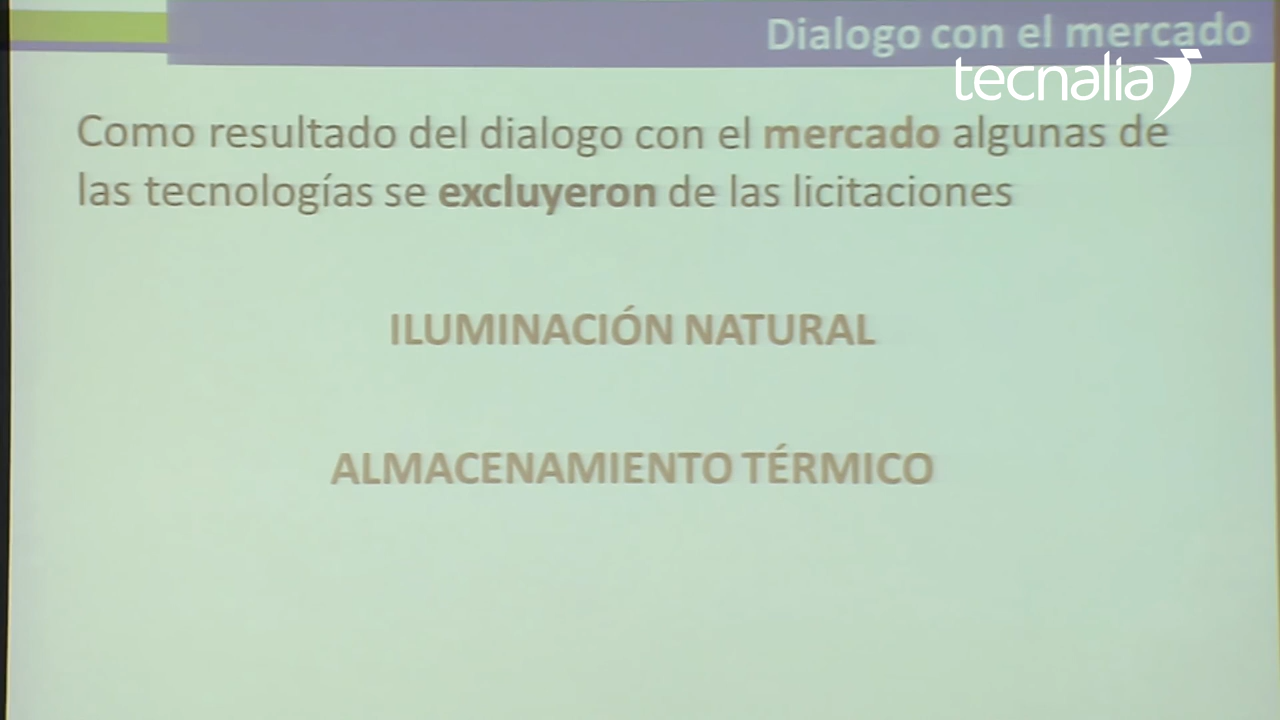 Dialogo con el mercado
tecnalia
Como resultado del dialogo con el mercado algunas de
las tecnologías se excluyeron de las licitaciones
ILUMINACIÓN NATURAL
ALMACENAMIENTO TÉRMICO